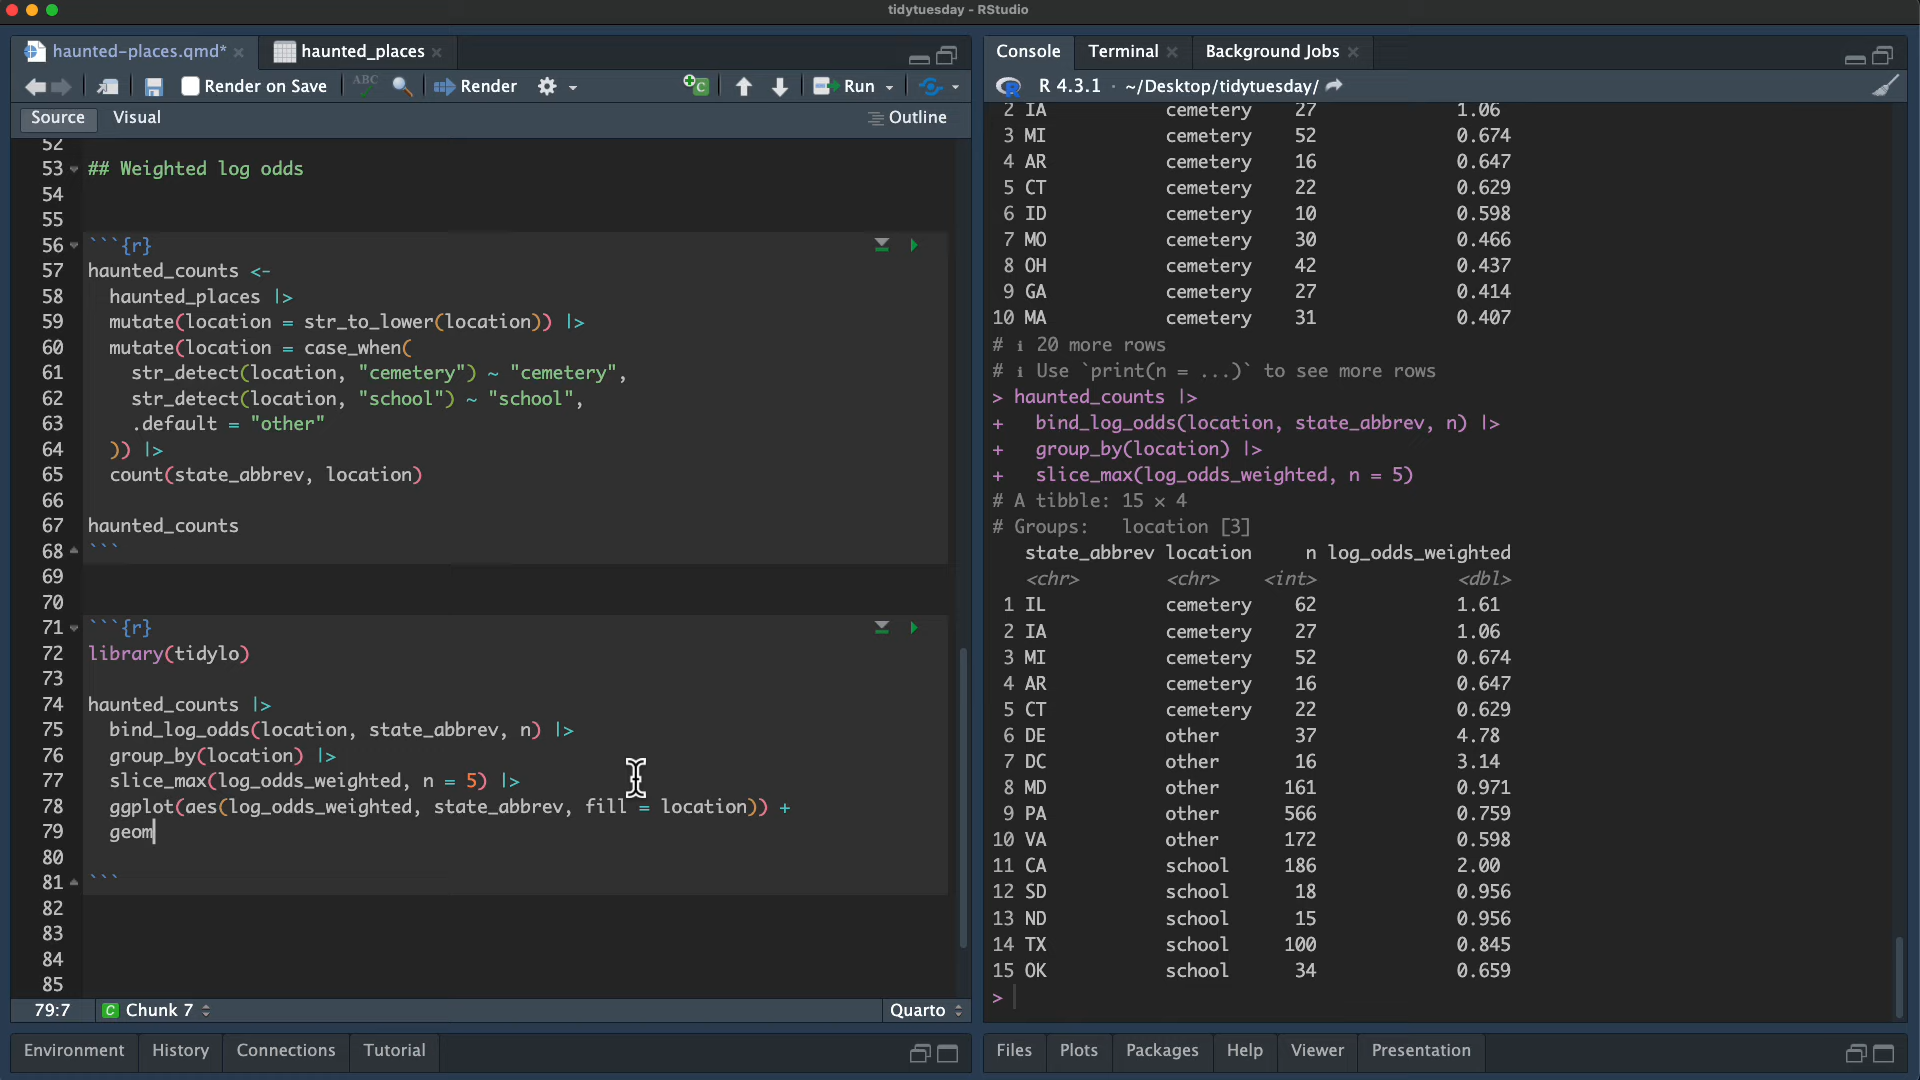 tidytuesday - RStudio
haunted-places.qmd* ×
haunted_places ×
Render on Save
ABC
Render
Run
Source
Visual
Outline
52
53 ## Weighted log odds
54
55
56 ```{r}
57 haunted_counts <-
58 haunted_places |>
59 mutate(location = str_to_lower(location)) |>
60 mutate(location = case_when(
61 str_detect(location, "cemetery") ~ "cemetery",
62 str_detect(location, "school") ~ "school",
63 .default = "other"
64 )) |>
65 count(state_abbrev, location)
66
67 haunted_counts
68 ```
69
70
71 ```{r}
72 library(tidylo)
73
74 haunted_counts |>
75 bind_log_odds(location, state_abbrev, n) |>
76 group_by(location) |>
77 slice_max(log_odds_weighted, n = 5) |>
78 ggplot(aes(log_odds_weighted, state_abbrev, fill = location)) +
79 geom
80
81 ```
82
83
84
85
79:7
C Chunk 7
Quarto
Environment
History
Connections
Tutorial
Console
Terminal ×
Background Jobs ×
R 4.3.1 · ~/Desktop/tidytuesday/
2 IA cemetery 27 1.06
3 MI cemetery 52 0.674
4 AR cemetery 16 0.647
5 CT cemetery 22 0.629
6 ID cemetery 10 0.598
7 MO cemetery 30 0.466
8 OH cemetery 42 0.437
9 GA cemetery 27 0.414
10 MA cemetery 31 0.407
# ℹ 20 more rows
# ℹ Use `print(n = ...)` to see more rows
> haunted_counts |>
+ bind_log_odds(location, state_abbrev, n) |>
+ group_by(location) |>
+ slice_max(log_odds_weighted, n = 5)
# A tibble: 15 × 4
# Groups: location [3]
state_abbrev location n log_odds_weighted
<chr> <chr> <int> <dbl>
1 IL cemetery 62 1.61
2 IA cemetery 27 1.06
3 MI cemetery 52 0.674
4 AR cemetery 16 0.647
5 CT cemetery 22 0.629
6 DE other 37 4.78
7 DC other 16 3.14
8 MD other 161 0.971
9 PA other 566 0.759
10 VA other 172 0.598
11 CA school 186 2.00
12 SD school 18 0.956
13 ND school 15 0.956
14 TX school 100 0.845
15 OK school 34 0.659
>
Files
Plots
Packages
Help
Viewer
Presentation